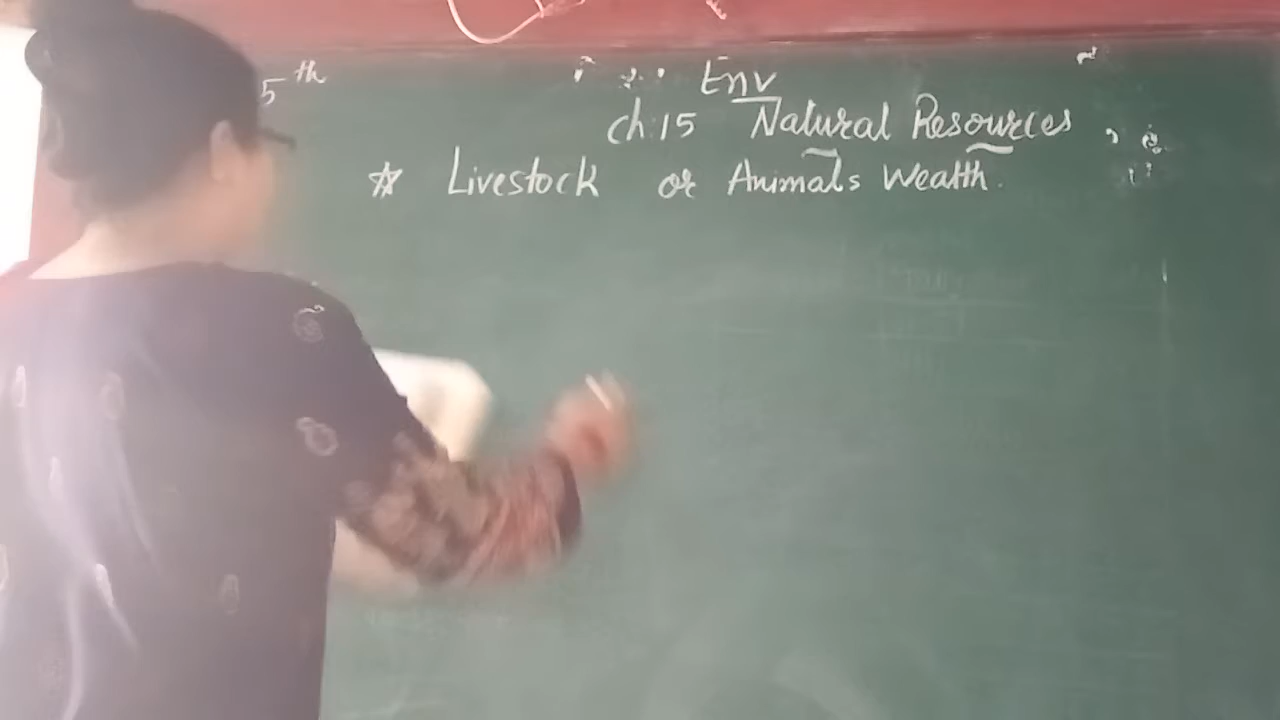 5th
Env
ch:15 Natural Resources
☆ Livestock or Animals Wealth.